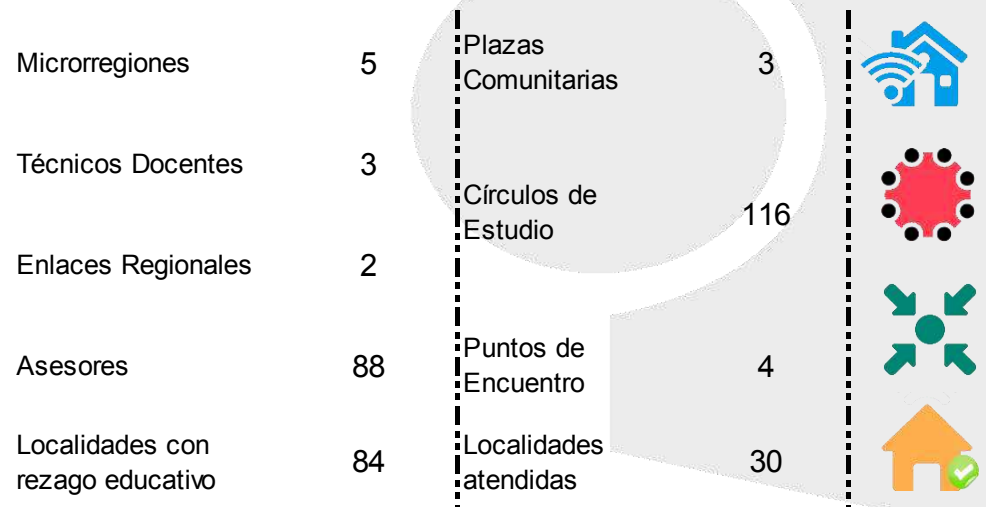 Microrregiones 5
Plazas
Comunitarias 3
Técnicos Docentes 3
Círculos de
Estudio 116
Enlaces Regionales 2
Asesores 88
Puntos de
Encuentro 4
Localidades con
rezago educativo 84
Localidades
atendidas 30